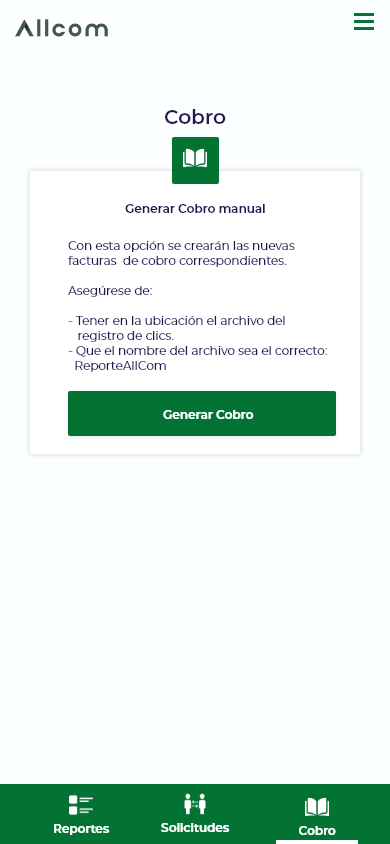 Allcom
Cobro
Generar Cobro manual
Con esta opción se crearán las nuevas
facturas  de cobro correspondientes.
Asegúrese de:
- Tener en la ubicación el archivo del
registro de clics.
- Que el nombre del archivo sea el correcto:
ReporteAllCom
Generar Cobro
Reportes
Solicitudes
Cobro